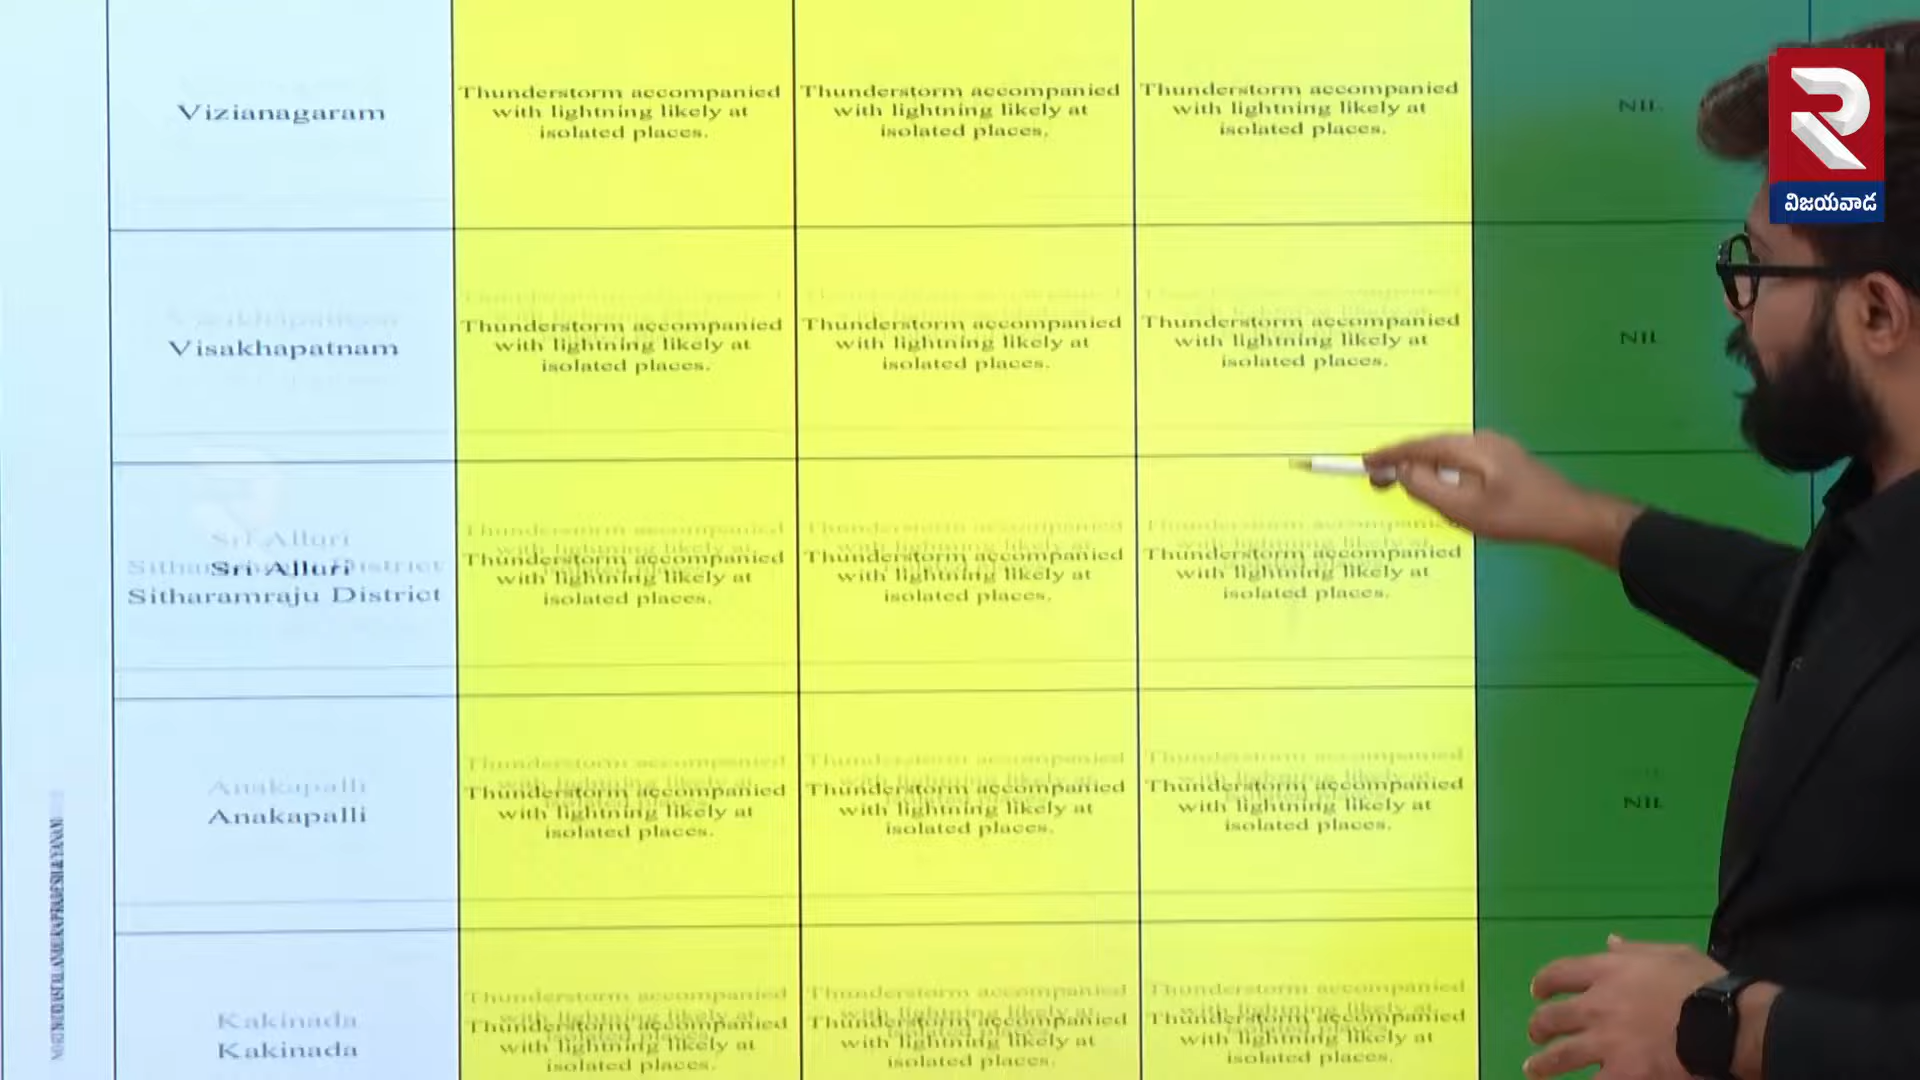 Vizianagaram
Thunderstorm accompanied
with lightning likely at
isolated places.
Thunderstorm accompanied
with lightning likely at
isolated places.
Thunderstorm accompanied
with lightning likely at
isolated places.
NIL
విజయవాడ
Visakhapatnam
Thunderstorm accompanied
with lightning likely at
isolated places.
Thunderstorm accompanied
with lightning likely at
isolated places.
Thunderstorm accompanied
with lightning likely at
isolated places.
NIL
Sri Alluri
Sitharamraju District
Thunderstorm accompanied
with lightning likely at
isolated places.
Thunderstorm accompanied
with lightning likely at
isolated places.
Thunderstorm accompanied
with lightning likely at
isolated places.
Anakapalli
Thunderstorm accompanied
with lightning likely at
isolated places.
Thunderstorm accompanied
with lightning likely at
isolated places.
Thunderstorm accompanied
with lightning likely at
isolated places.
NIL
Kakinada
Thunderstorm accompanied
with lightning likely at
isolated places.
Thunderstorm accompanied
with lightning likely at
isolated places.
Thunderstorm accompanied
with lightning likely at
isolated places.